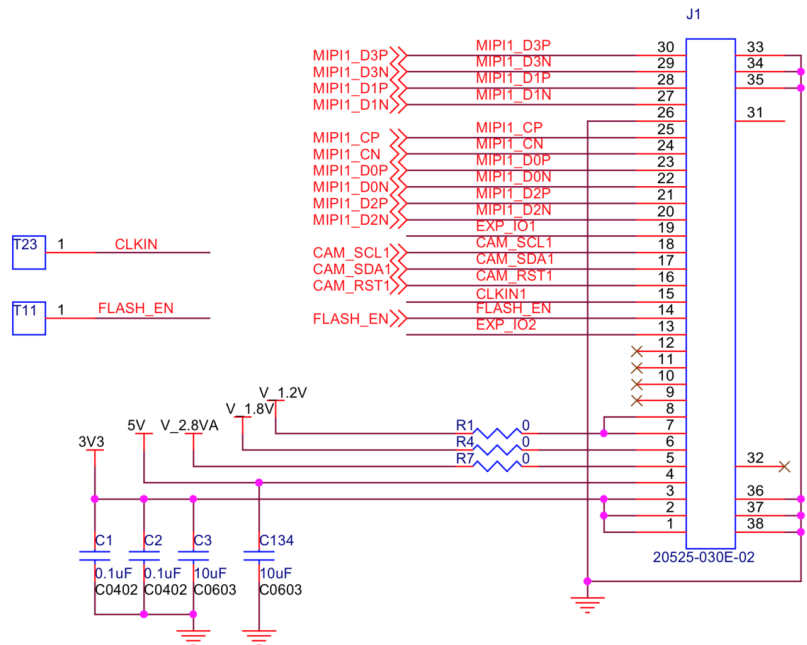 J1
MIPI1_D3P MIPI1_D3P 30 33
MIPI1_D3N MIPI1_D3N 29 34
MIPI1_D1P MIPI1_D1P 28 35
MIPI1_D1N MIPI1_D1N 27
26 31
MIPI1_CP MIPI1_CP 25
MIPI1_CN MIPI1_CN 24
MIPI1_D0P MIPI1_D0P 23
MIPI1_D0N MIPI1_D0N 22
MIPI1_D2P MIPI1_D2P 21
MIPI1_D2N MIPI1_D2N 20
EXP_IO1 19
T23 1 CLKIN CAM_SCL1 CAM_SCL1 18
CAM_SDA1 CAM_SDA1 17
CAM_RST1 CAM_RST1 16
CLKIN1 15
T11 1 FLASH_EN FLASH_EN FLASH_EN 14
EXP_IO2 13
12
11
10
9
V_1.2V
V_1.8V 8
5V V_2.8VA R1 0 7
3V3 R4 0 6
R7 0 5 32
4
3 36
2 37
1 38
C1 C2 C3 C134
20525-030E-02
0.1uF 0.1uF 10uF 10uF
C0402 C0402 C0603 C0603